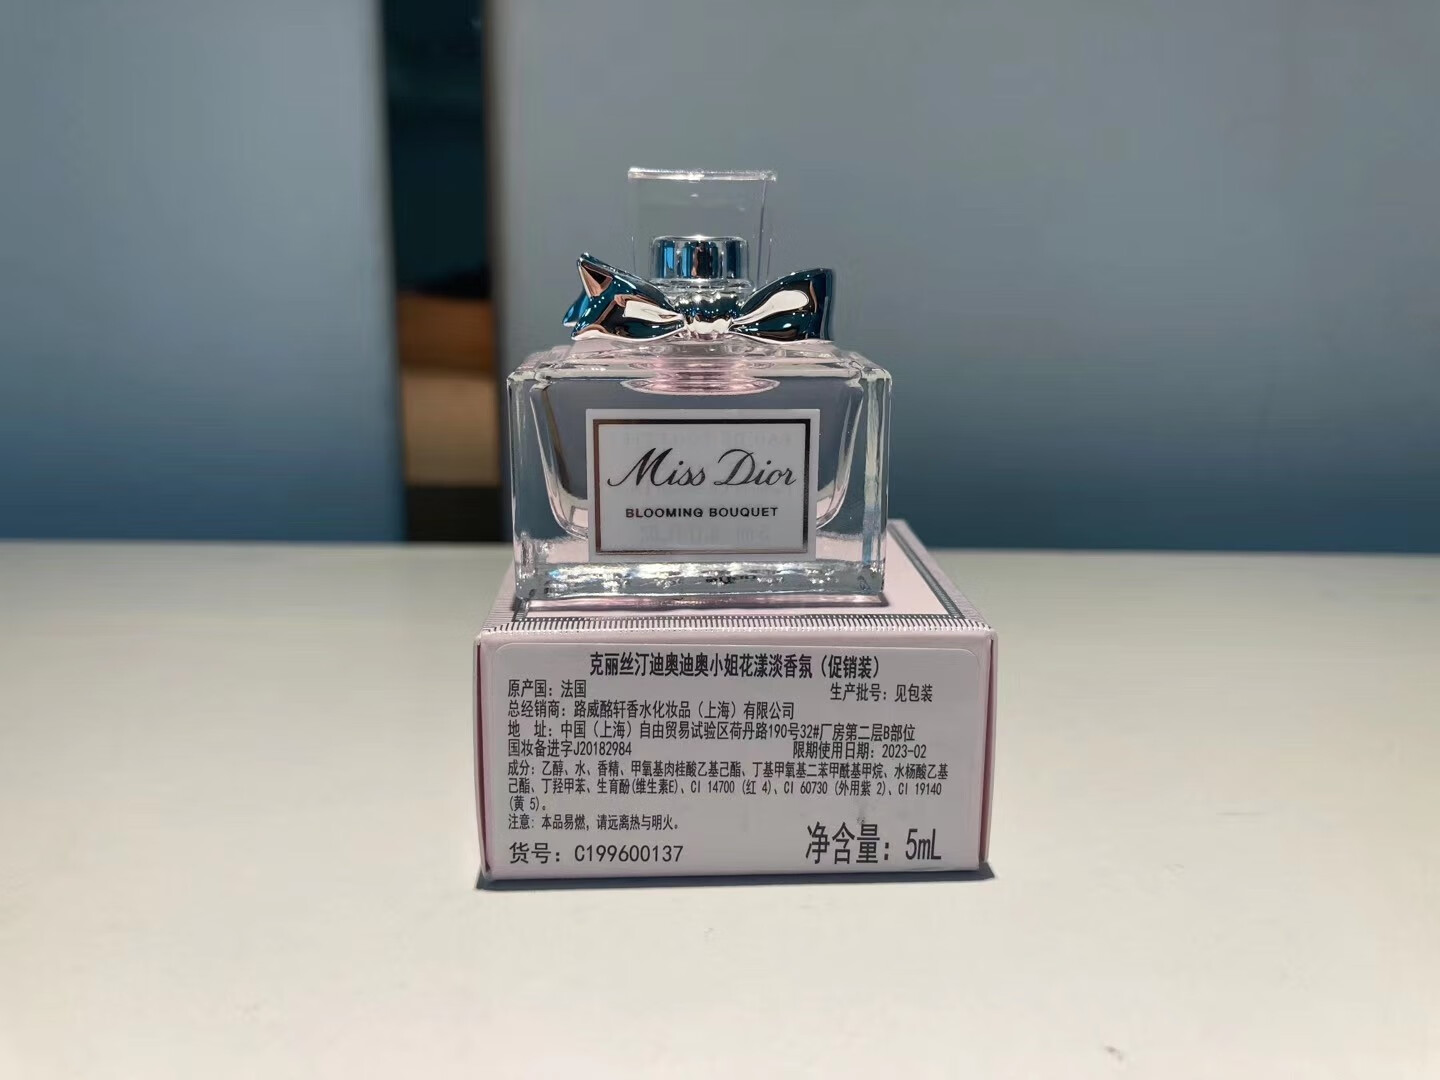 Miss Dior
BLOOMING BOUQUET
克丽丝汀迪奥迪奥小姐花漾淡香氛（促销装）
原产国：法国 生产批号：见包装
总经销商：路威酩轩香水化妆品（上海）有限公司
地 址：中国（上海）自由贸易试验区荷丹路190号32#厂房第二层B部位
国妆备进字J20182984 限期使用日期：2023-02
成分：乙醇、水、香精、甲氧基肉桂酸乙基己酯、丁基甲氧基二苯甲酰基甲烷、水杨酸乙基
己酯、丁羟甲苯、生育酚(维生素E)、CI 14700 (红 4)、CI 60730 (外用紫 2)、CI 19140
(黄 5)。
注意：本品易燃，请远离热与明火。
货号：C199600137 净含量：5mL